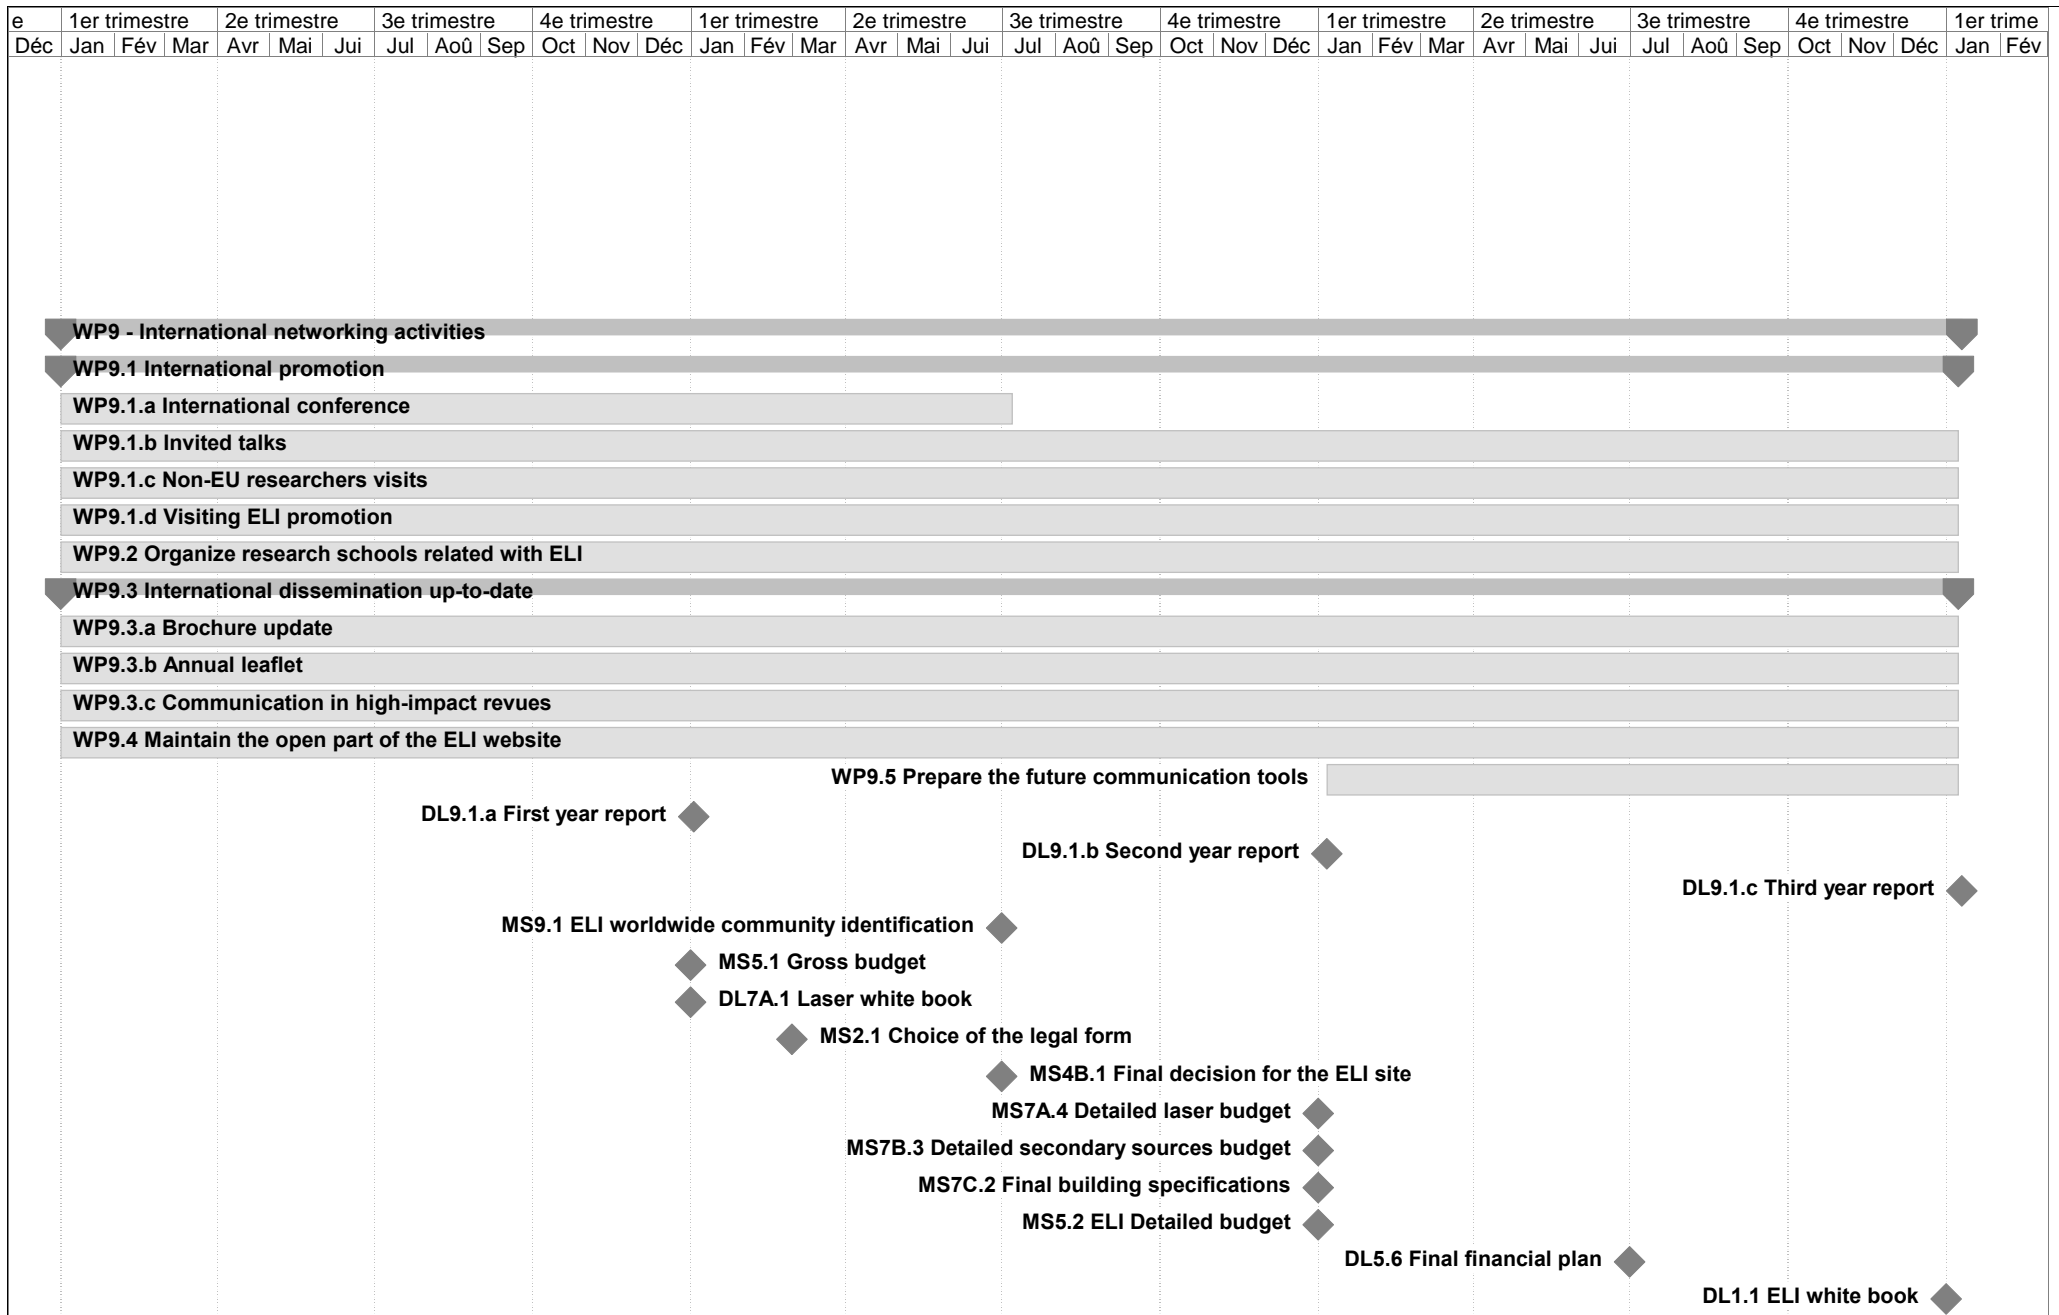 e 1er trimestre 2e trimestre 3e trimestre 4e trimestre 1er trimestre 2e trimestre 3e trimestre 4e trimestre 1er trimestre 2e trimestre 3e trimestre 4e trimestre 1er trime
Déc Jan Fév Mar Avr Mai Jui Jul Aoû Sep Oct Nov Déc Jan Fév Mar Avr Mai Jui Jul Aoû Sep Oct Nov Déc Jan Fév Mar Avr Mai Jui Jul Aoû Sep Oct Nov Déc Jan Fév
WP9 - International networking activities
WP9.1 International promotion
WP9.1.a International conference
WP9.1.b Invited talks
WP9.1.c Non-EU researchers visits
WP9.1.d Visiting ELI promotion
WP9.2 Organize research schools related with ELI
WP9.3 International dissemination up-to-date
WP9.3.a Brochure update
WP9.3.b Annual leaflet
WP9.3.c Communication in high-impact revues
WP9.4 Maintain the open part of the ELI website
WP9.5 Prepare the future communication tools
DL9.1.a First year report
DL9.1.b Second year report
DL9.1.c Third year report
MS9.1 ELI worldwide community identification
MS5.1 Gross budget
DL7A.1 Laser white book
MS2.1 Choice of the legal form
MS4B.1 Final decision for the ELI site
MS7A.4 Detailed laser budget
MS7B.3 Detailed secondary sources budget
MS7C.2 Final building specifications
MS5.2 ELI Detailed budget
DL5.6 Final financial plan
DL1.1 ELI white book